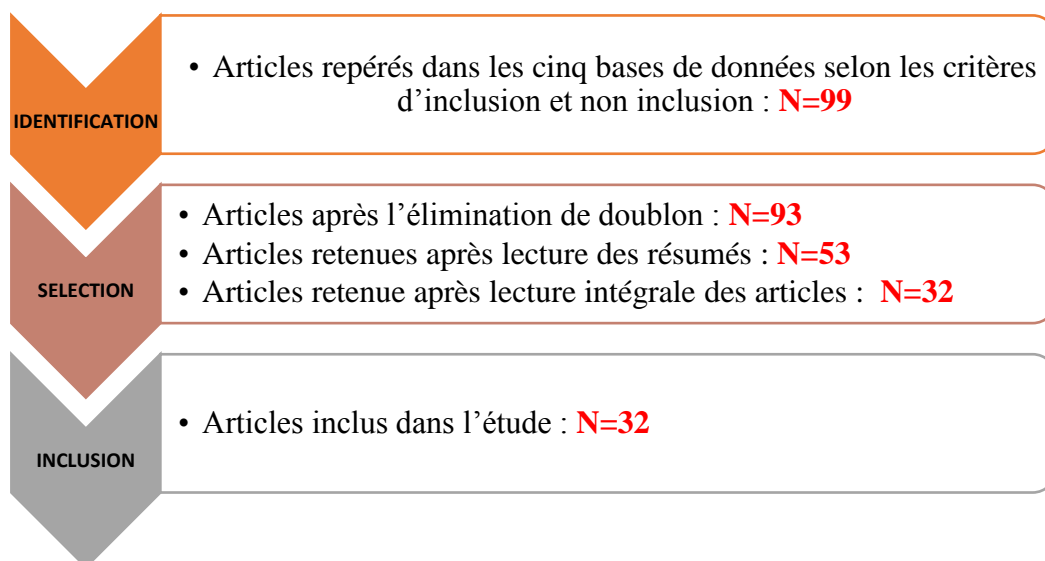 IDENTIFICATION
• Articles repérés dans les cinq bases de données selon les critères
d'inclusion et non inclusion : N=99
SELECTION
• Articles après l'élimination de doublon : N=93
• Articles retenues après lecture des résumés : N=53
• Articles retenue après lecture intégrale des articles : N=32
INCLUSION
• Articles inclus dans l'étude : N=32